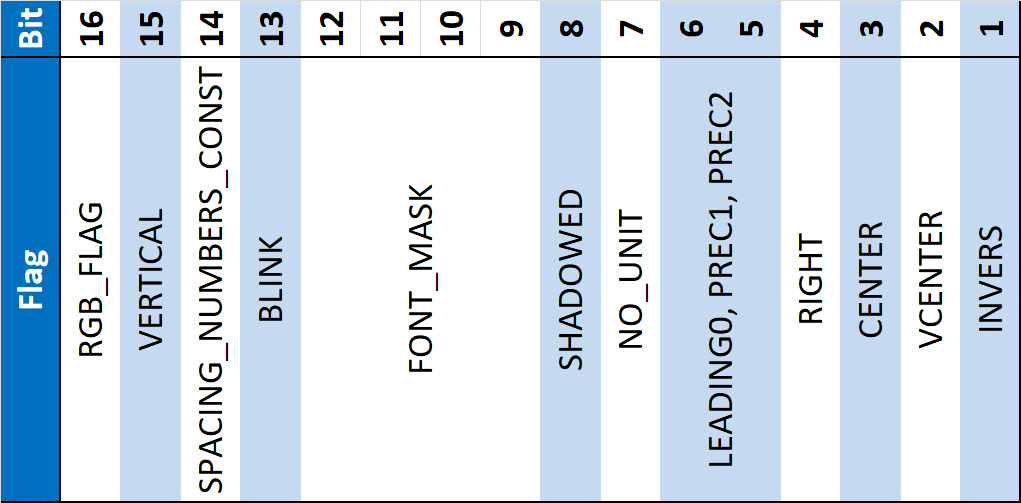 Bit 16 15 14 13 12 11 10 9 8 7 6 5 4 3 2 1
Flag RGB_FLAG VERTICAL SPACING_NUMBERS_CONST BLINK FONT_MASK SHADOWED NO_UNIT LEADING0, PREC1, PREC2 RIGHT CENTER VCENTER INVERS